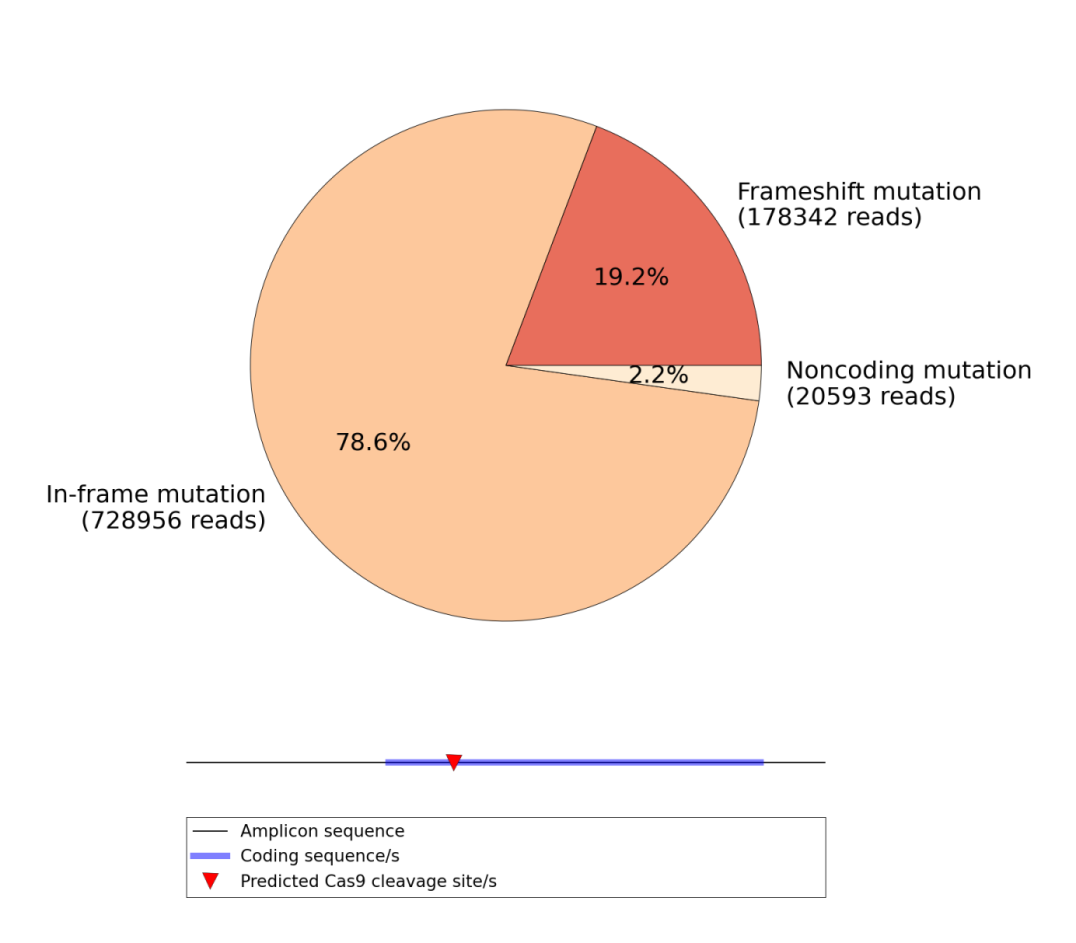 Frameshift mutation
(178342 reads)
19.2%
Noncoding mutation
(20593 reads)
2.2%
78.6%
In-frame mutation
(728956 reads)
Amplicon sequence
Coding sequence/s
Predicted Cas9 cleavage site/s